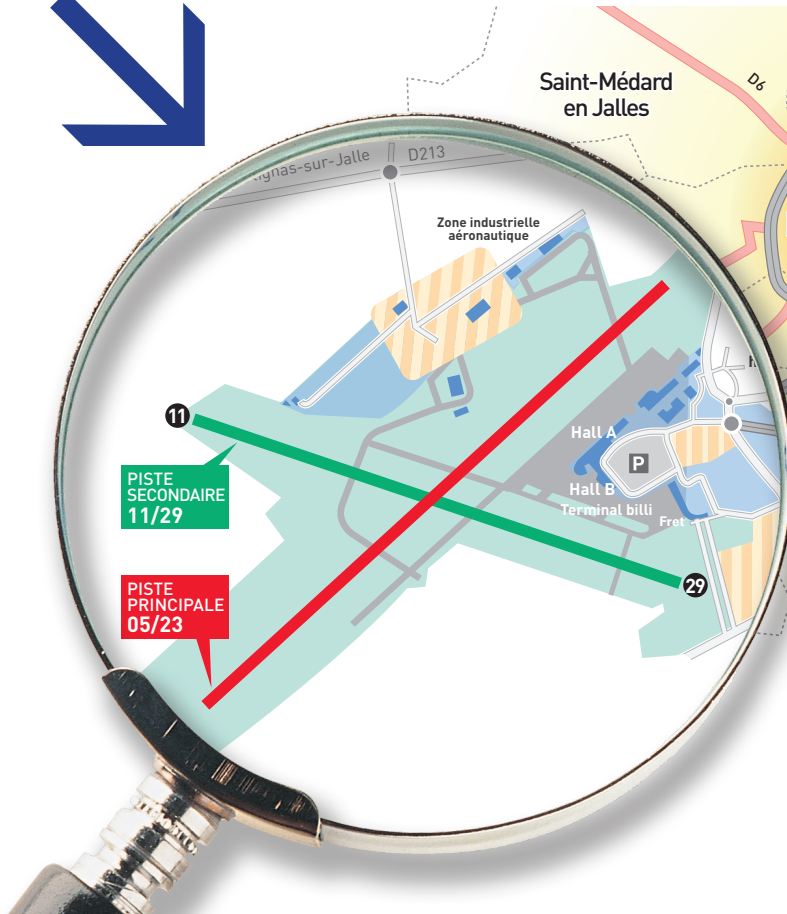 Saint-Médard
en Jalles
D6
D213
Zone industrielle
aéronautique
11
Hall A
P
PISTE
SECONDAIRE
11/29
Hall B
Terminal billi
Fret
29
PISTE
PRINCIPALE
05/23